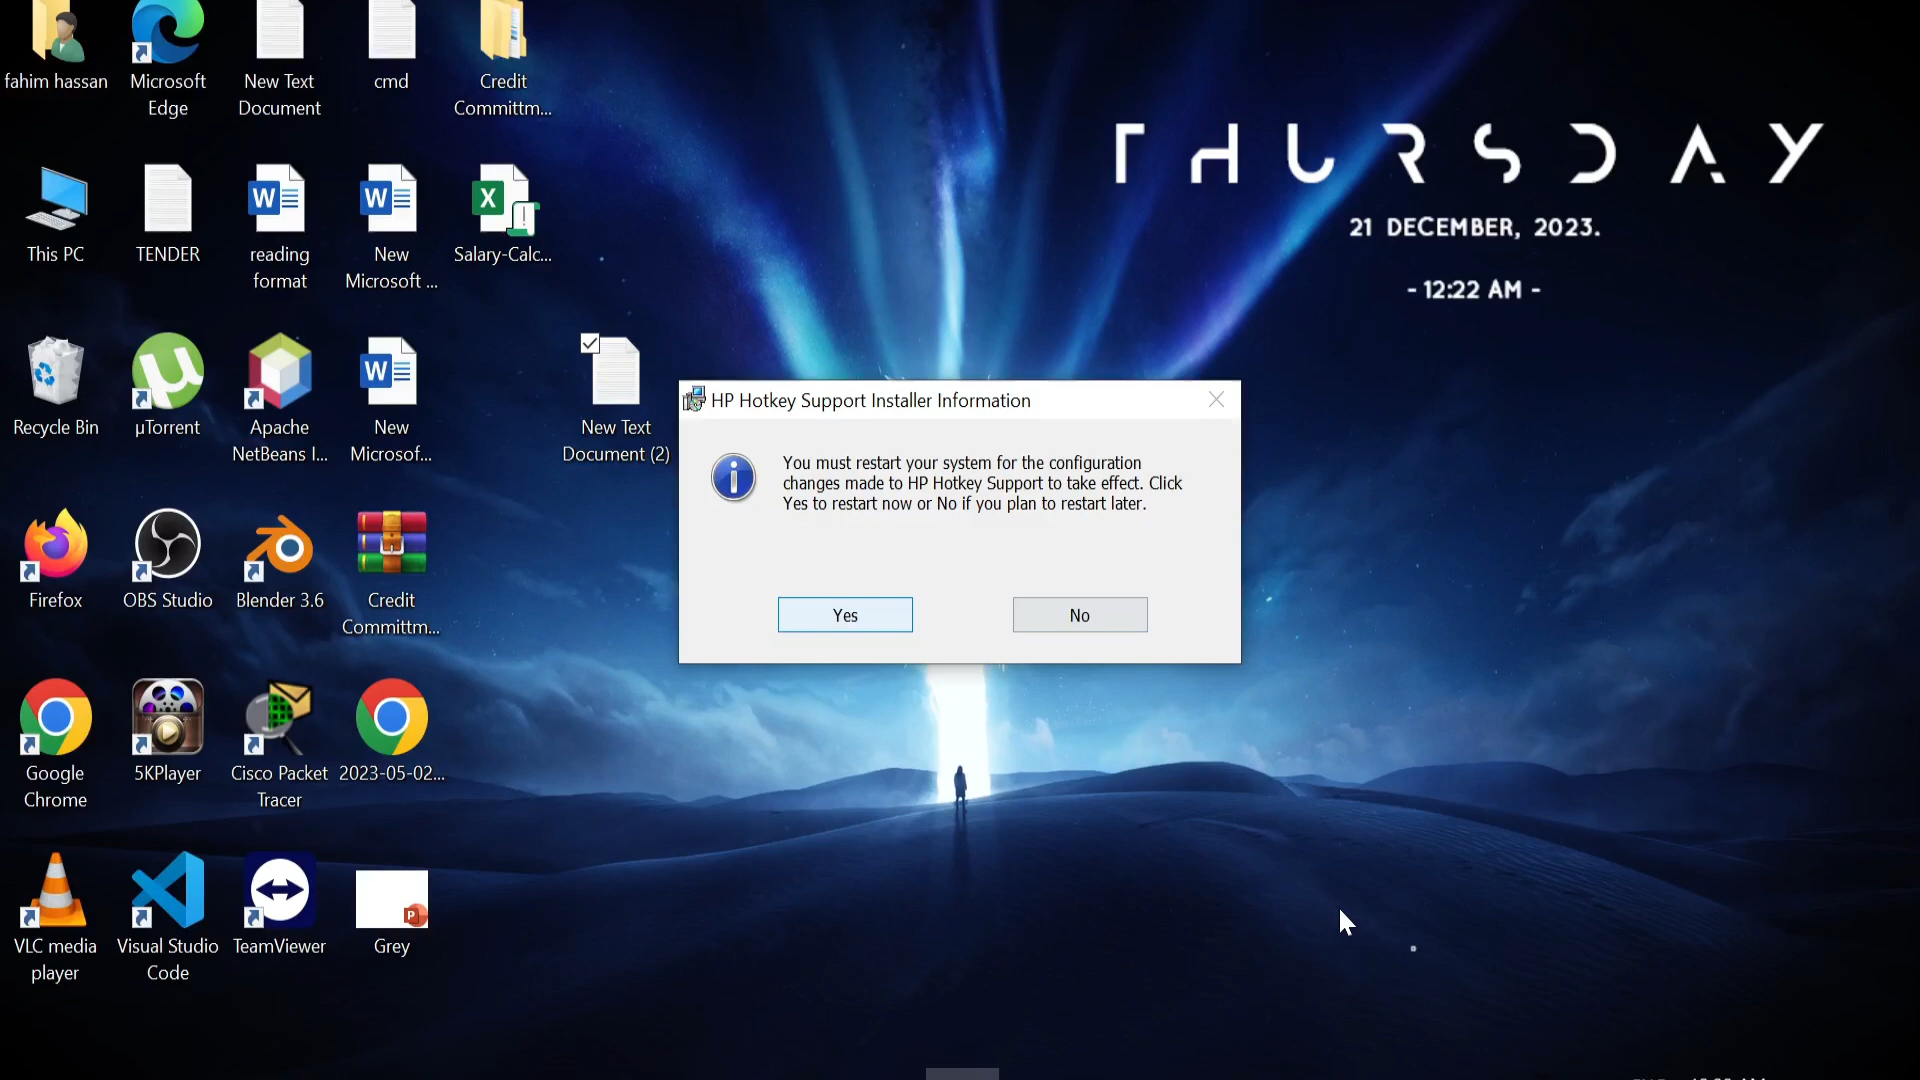 fahim hassan
Microsoft
Edge
New Text
Document
cmd
Credit
Committm...
THURSDAY
21 DECEMBER, 2023.
- 12:22 AM -
This PC
TENDER
reading
format
New
Microsoft ...
Salary-Calc...
Recycle Bin
µTorrent
Apache
NetBeans I...
New
Microsof...
New Text
Document (2)
HP Hotkey Support Installer Information
You must restart your system for the configuration
changes made to HP Hotkey Support to take effect. Click
Yes to restart now or No if you plan to restart later.
Yes
No
Firefox
OBS Studio
Blender 3.6
Credit
Committm...
Google
Chrome
5KPlayer
Cisco Packet
Tracer
2023-05-02...
VLC media
player
Visual Studio
Code
TeamViewer
Grey